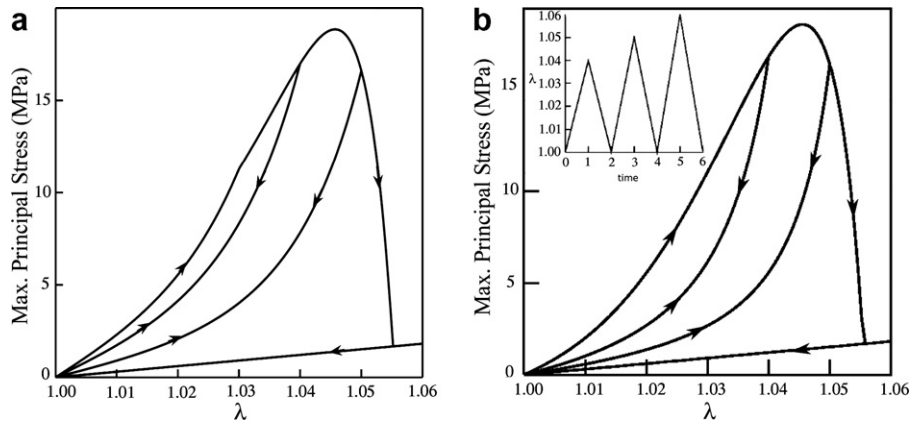 a
Max. Principal Stress (MPa)
15
10
5
0
1.00 1.01 1.02 1.03 1.04 1.05 1.06
λ
b
Max. Principal Stress (MPa)
15
10
5
0
1.00 1.01 1.02 1.03 1.04 1.05 1.06
λ
1.06
1.05
1.04
λ
1.03
1.02
1.01
1.00
0 1 2 3 4 5 6
time